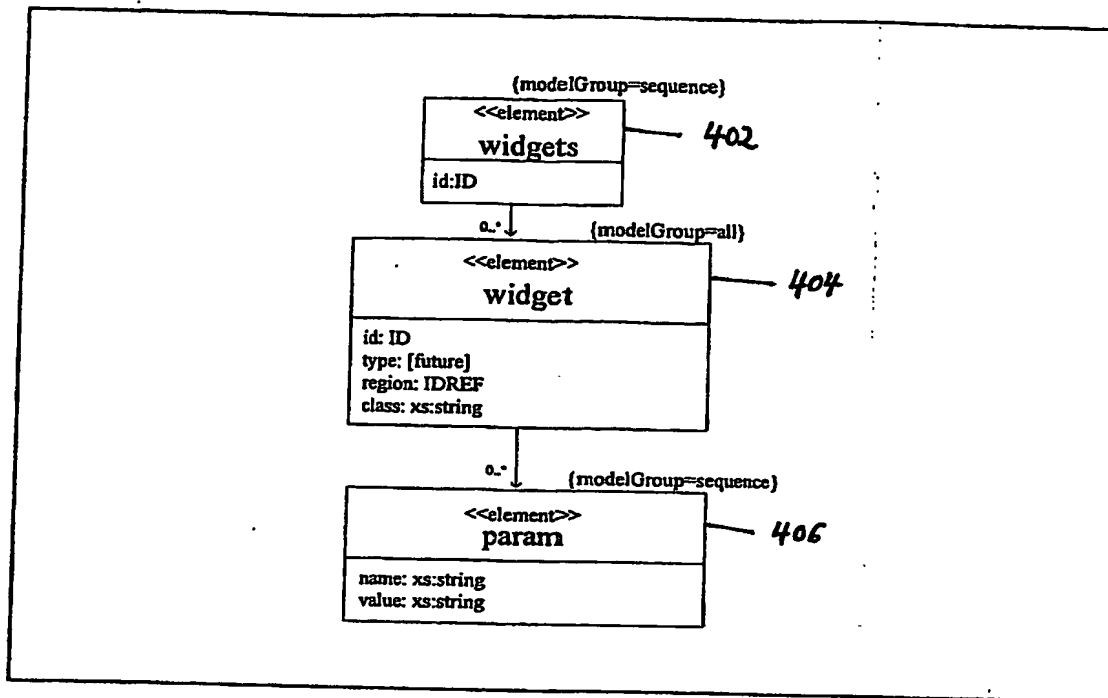 {modelGroup=sequence}
<<element>>
widgets
402
id:ID
0..*
{modelGroup=all}
<<element>>
widget
404
id: ID
type: [future]
region: IDREF
class: xs:string
0..*
{modelGroup=sequence}
<<element>>
param
406
name: xs:string
value: xs:string